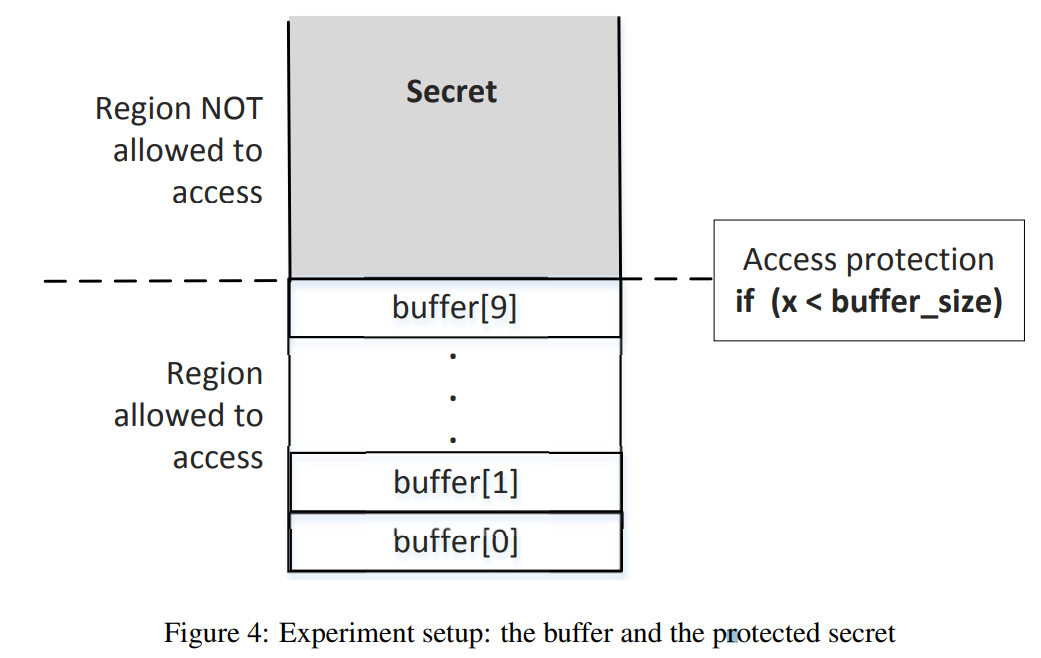 Secret
Region NOT
allowed to
access
Access protection
if (x < buffer_size)
buffer[9]
.
.
.
Region
allowed to
access
buffer[1]
buffer[0]
Figure 4: Experiment setup: the buffer and the protected secret